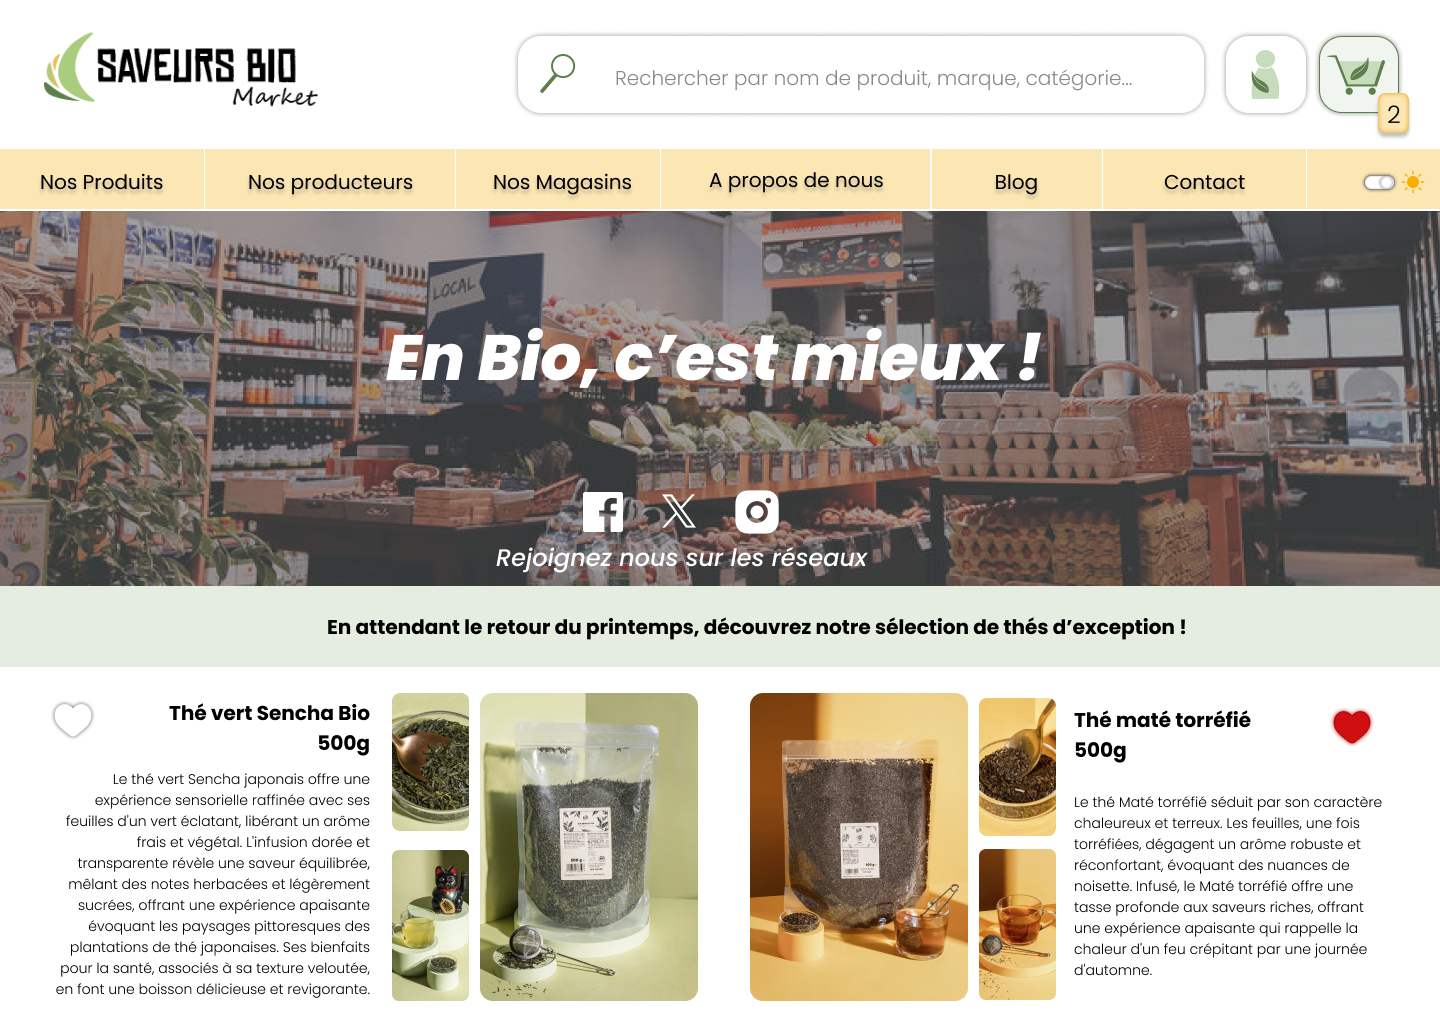 SAVEURS BIO
Market
Rechercher par nom de produit, marque, catégorie...
2
Nos Produits
Nos producteurs
Nos Magasins
A propos de nous
Blog
Contact
LOCAL
En Bio, c’est mieux !
Rejoignez nous sur les réseaux
En attendant le retour du printemps, découvrez notre sélection de thés d’exception !
Thé vert Sencha Bio
500g
Le thé vert Sencha japonais offre une
expérience sensorielle raffinée avec ses
feuilles d'un vert éclatant, libérant un arôme
frais et végétal. L'infusion dorée et
transparente révèle une saveur équilibrée,
mêlant des notes herbacées et légèrement
sucrées, offrant une expérience apaisante
évoquant les paysages pittoresques des
plantations de thé japonaises. Ses bienfaits
pour la santé, associés à sa texture veloutée,
en font une boisson délicieuse et revigorante.
Thé maté torréfié
500g
Le thé Maté torréfié séduit par son caractère
chaleureux et terreux. Les feuilles, une fois
torréfiées, dégagent un arôme robuste et
réconfortant, évoquant des nuances de
noisette. Infusé, le Maté torréfié offre une
tasse profonde aux saveurs riches, offrant
une expérience apaisante qui rappelle la
chaleur d'un feu crépitant par une journée
d'automne.